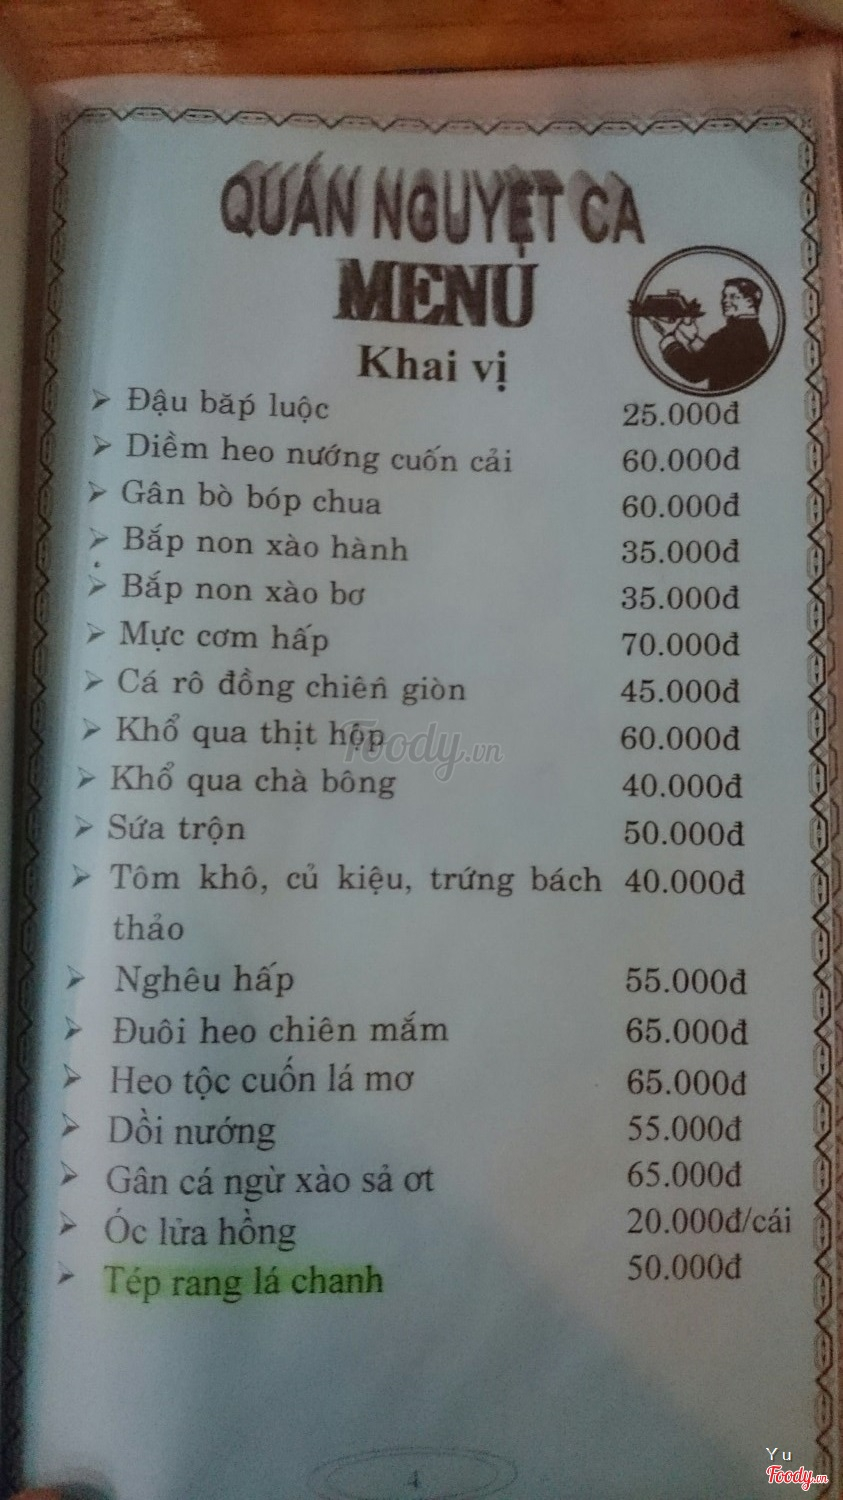 QUÁN NGUYỆT CA
MENU
Khai vị
Đậu bắp luộc 25.000đ
Diềm heo nướng cuốn cải 60.000đ
Gân bò bóp chua 60.000đ
Bắp non xào hành 35.000đ
Bắp non xào bơ 35.000đ
Mực cơm hấp 70.000đ
Cá rô đồng chiên giòn 45.000đ
Khổ qua thịt hộp 60.000đ
Foody.vn
Khổ qua chà bông 40.000đ
Sứa trộn 50.000đ
Tôm khô, củ kiệu, trứng bách 40.000đ
thảo
Nghêu hấp 55.000đ
Đuôi heo chiên mắm 65.000đ
Heo tộc cuốn lá mơ 65.000đ
Dồi nướng 55.000đ
Gân cá ngừ xào sả ơt 65.000đ
Óc lửa hồng 20.000đ/cái
Tép rang lá chanh 50.000đ
4
Yu
Foody.vn